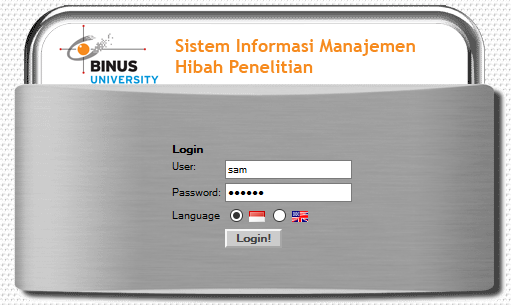 Sistem Informasi Manajemen
Hibah Penelitian
BINUS
UNIVERSITY
Login
User:
sam
Password:
••••••
Language
Login!